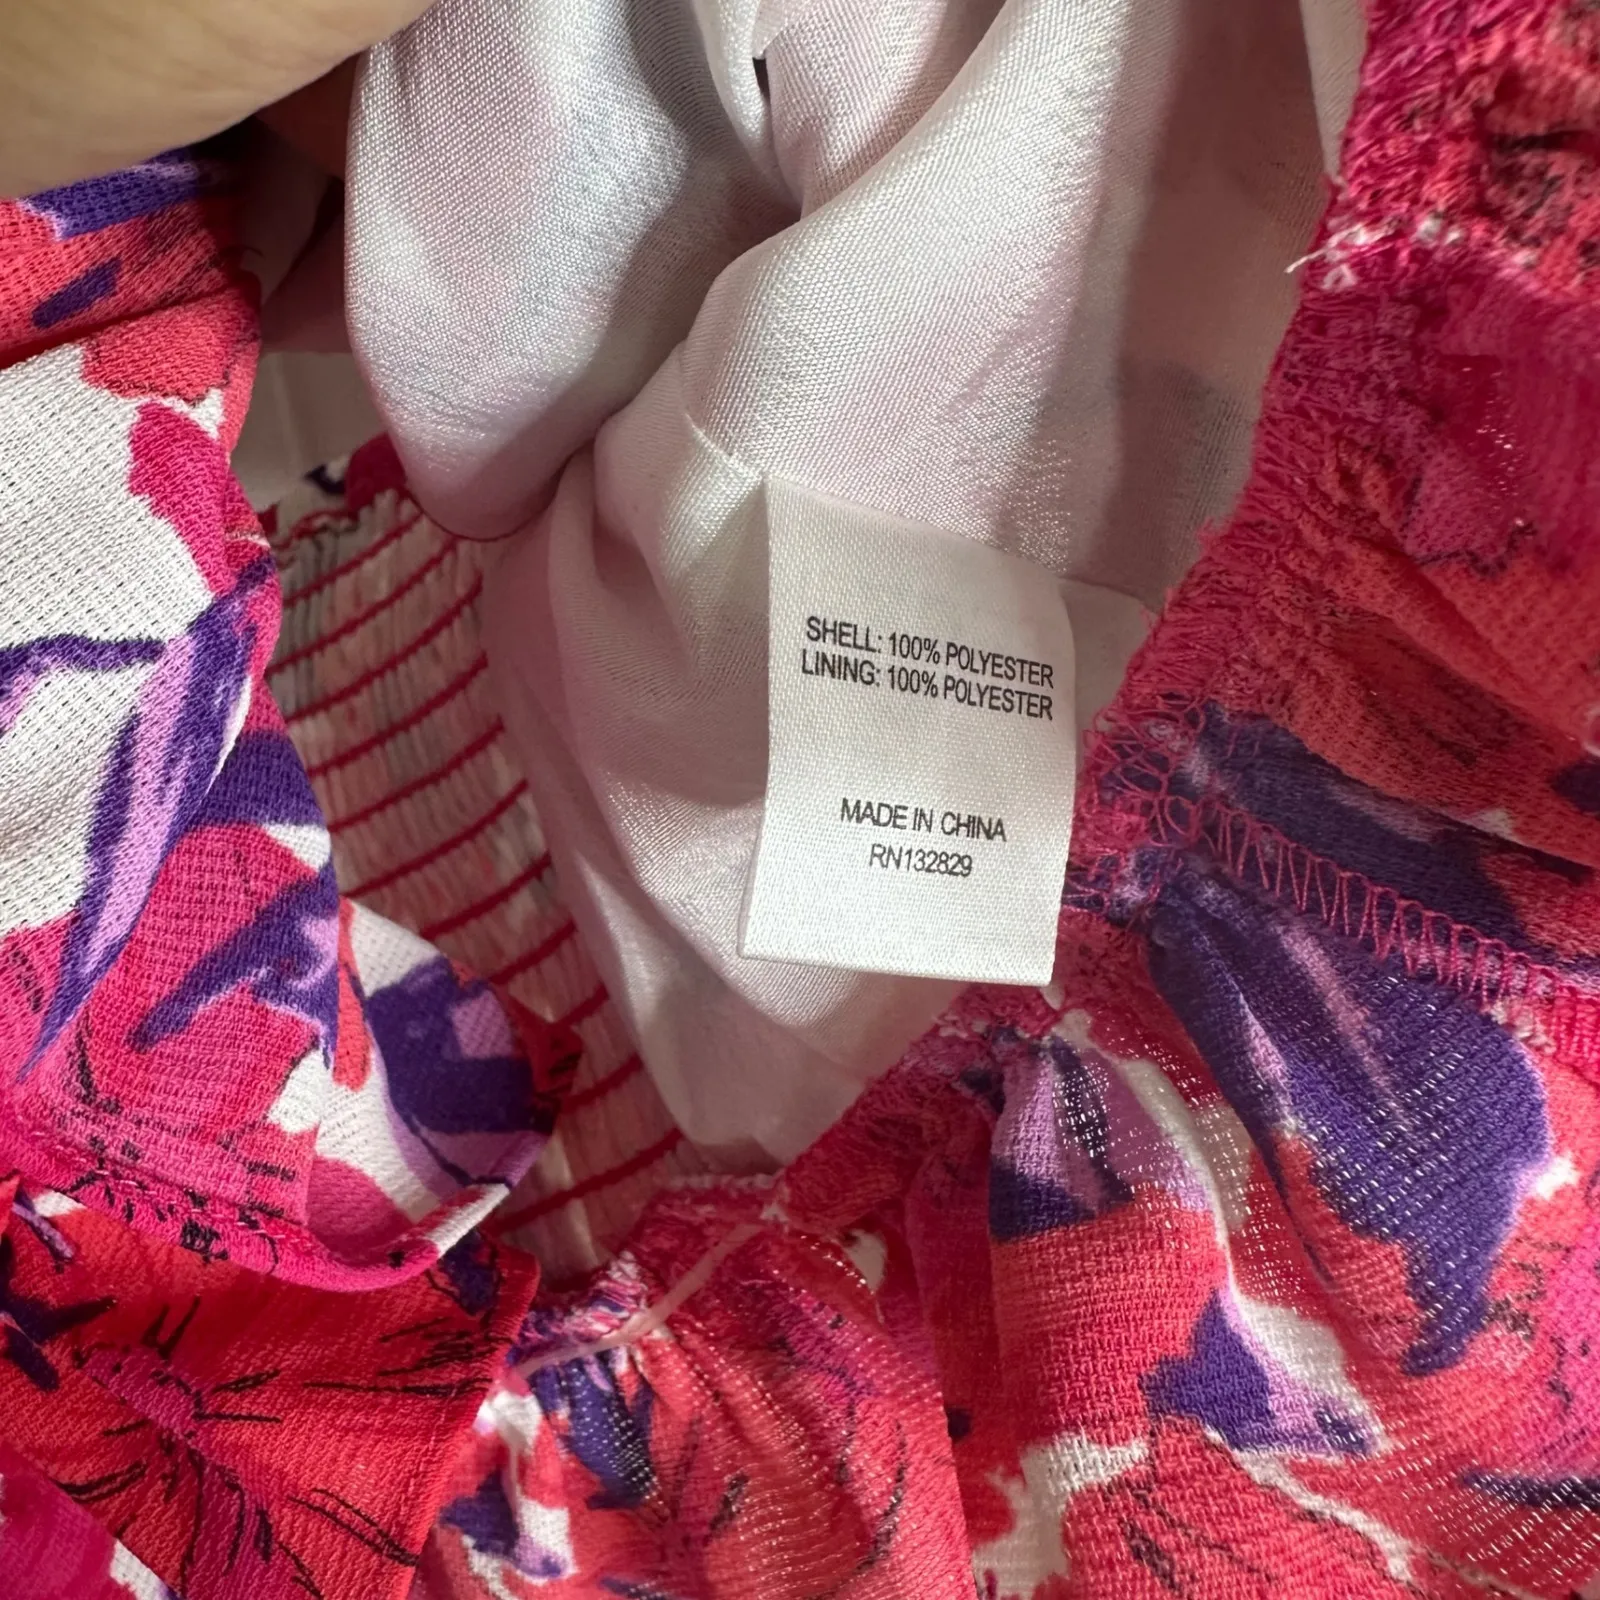 SHELL: 100% POLYESTER
LINING: 100% POLYESTER
MADE IN CHINA
RN132829